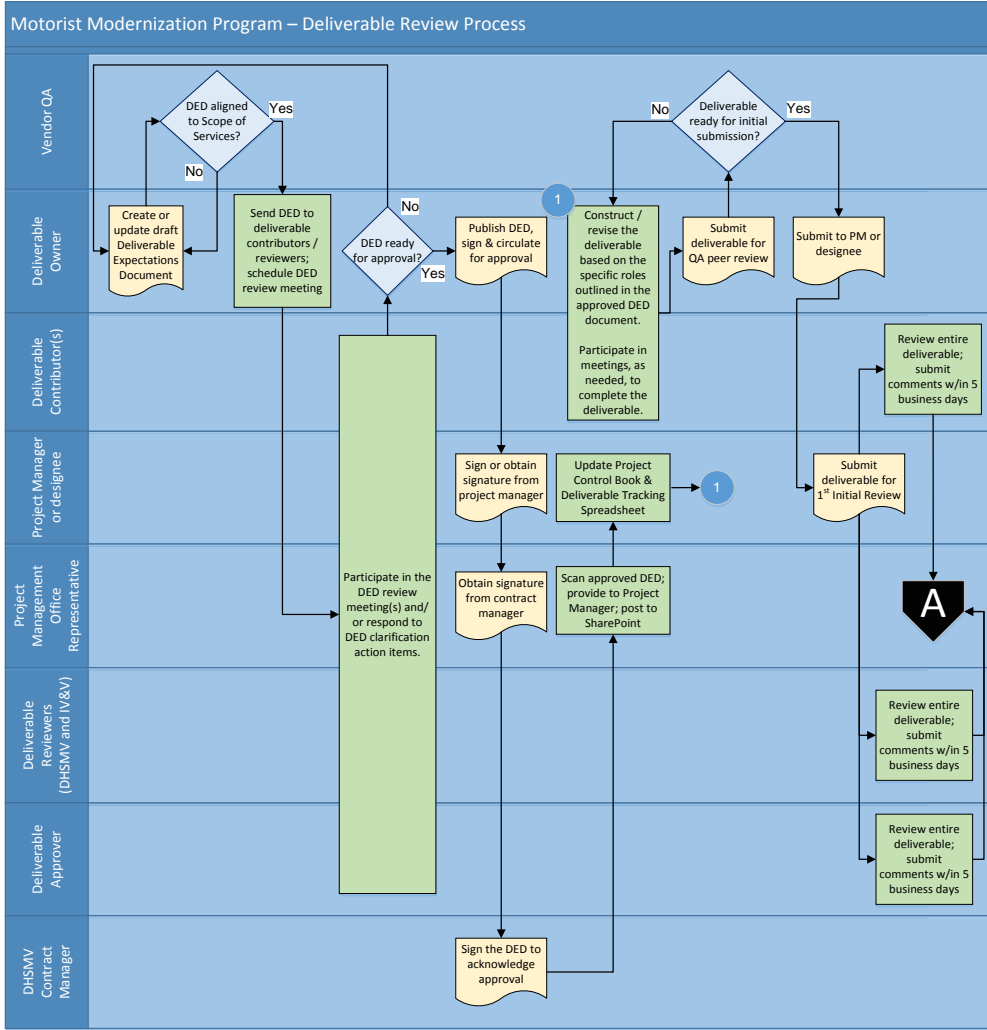 Motorist Modernization Program – Deliverable Review Process
Vendor QA
DED aligned
to Scope of
Services?
Yes
No
No
Deliverable
ready for initial
submission?
Yes
Deliverable
Owner
Create or
update draft
Deliverable
Expectations
Document
Send DED to
deliverable
contributors /
reviewers;
schedule DED
review meeting
No
DED ready
for approval?
Yes
Publish DED,
sign & circulate
for approval
1
Construct /
revise the
deliverable
based on the
specific roles
outlined in the
approved DED
document.
Participate in
meetings, as
needed, to
complete the
deliverable.
Submit
deliverable for
QA peer review
Submit to PM or
designee
Deliverable
Contributor(s)
Review entire
deliverable;
submit
comments w/in 5
business days
Project Manager
or designee
Sign or obtain
signature from
project manager
Update Project
Control Book &
Deliverable Tracking
Spreadsheet
1
Submit
deliverable for
1st Initial Review
Project
Management
Office
Representative
Participate in the
DED review
meeting(s) and/
or respond to
DED clarification
action items.
Obtain signature
from contract
manager
Scan approved DED;
provide to Project
Manager; post to
SharePoint
A
Deliverable
Reviewers
(DHSMV and IV&V)
Review entire
deliverable;
submit
comments w/in 5
business days
Deliverable
Approver
Review entire
deliverable;
submit
comments w/in 5
business days
DHSMV
Contract
Manager
Sign the DED to
acknowledge
approval